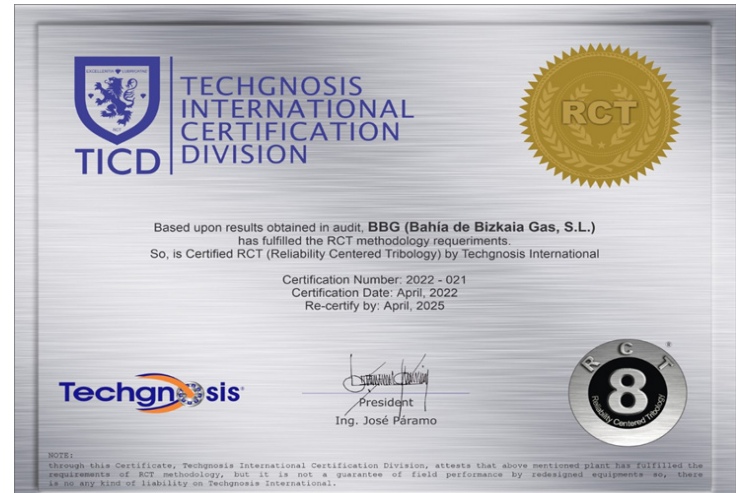 TICD
TECHGNOSIS
INTERNATIONAL
CERTIFICATION
DIVISION
RCT
Based upon results obtained in audit, BBG (Bahía de Bizkaia Gas, S.L.)
has fulfilled the RCT methodology requeriments.
So, is Certified RCT (Reliability Centered Tribology) by Techgnosis International
Certification Number: 2022 - 021
Certification Date: April, 2022
Re-certify by: April, 2025
Techgnosis
President
Ing. José Páramo
RCT
8
Reliability Centered Tribology
NOTE:
through this Certificate, Techgnosis International Certification Division, attests that above mentioned plant has fulfilled the
requirements of RCT methodology, but it is not a guarantee of field performance by redesigned equipments so, there
is no any kind of liability on Techgnosis International.